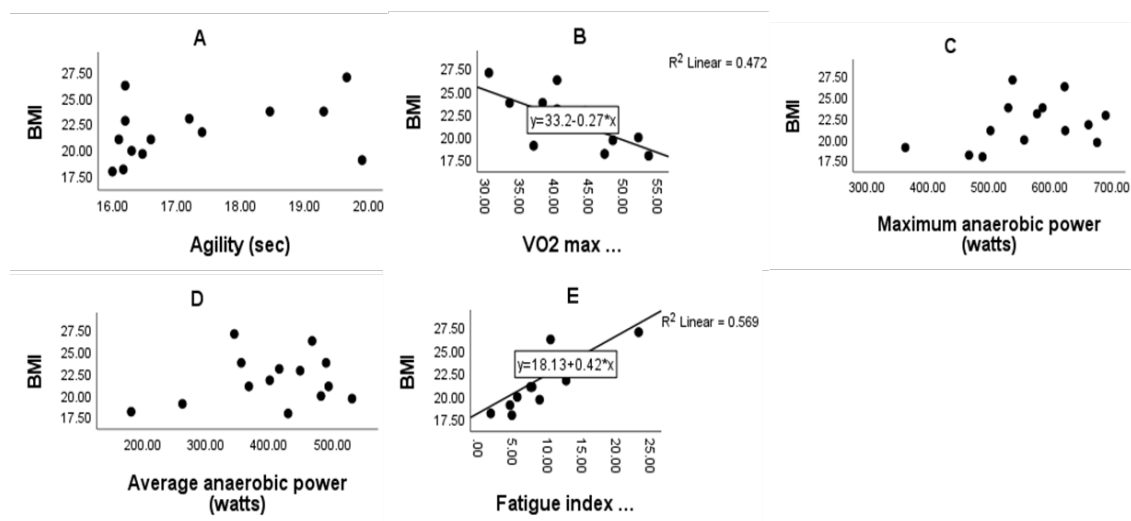 A
BMI
27.50
25.00
22.50
20.00
17.50
16.00 17.00 18.00 19.00 20.00
Agility (sec)
B
R2 Linear = 0.472
BMI
27.50
25.00
22.50
20.00
17.50
y=33.2-0.27*x
30.00 35.00 40.00 45.00 50.00 55.00
VO2 max ...
C
BMI
27.50
25.00
22.50
20.00
17.50
300.00 400.00 500.00 600.00 700.00
Maximum anaerobic power
(watts)
D
BMI
27.50
25.00
22.50
20.00
17.50
200.00 300.00 400.00 500.00
Average anaerobic power
(watts)
E
R2 Linear = 0.569
BMI
27.50
25.00
22.50
20.00
17.50
y=18.13+0.42*x
.00 5.00 10.00 15.00 20.00 25.00
Fatigue index ...